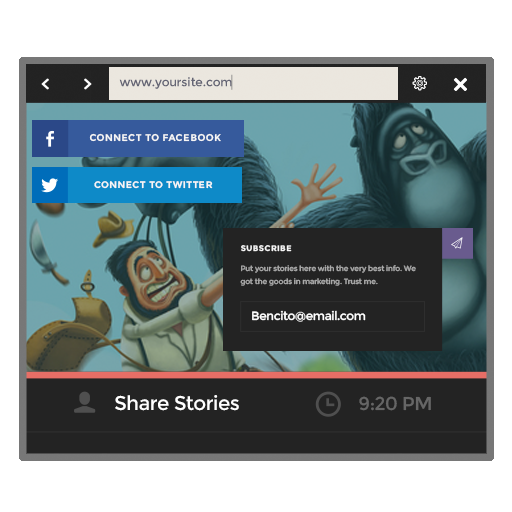 www.yoursite.com
CONNECT TO FACEBOOK
CONNECT TO TWITTER
SUBSCRIBE
Put your stories here with the very best info. We
got the goods in marketing. Trust me.
Bencito@email.com
Share Stories
9:20 PM